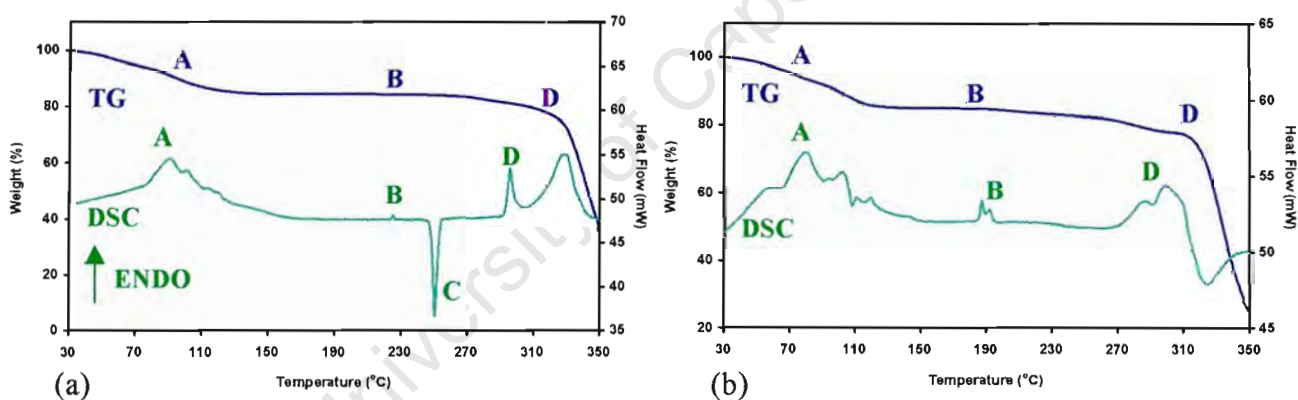 100
80
60
40
20
0
Weight (%)
70
65
60
55
50
45
40
35
Heat Flow (mW)
A
B
D
TG
A
B
D
DSC
ENDO
C
30 70 110 150 190 230 270 310 350
Temperature (°C)
(a)
100
80
60
40
20
Weight (%)
65
60
55
50
45
Heat Flow (mW)
A
B
D
TG
A
B
D
DSC
30 70 110 150 190 230 270 310 350
Temperature (°C)
(b)
University of Cape